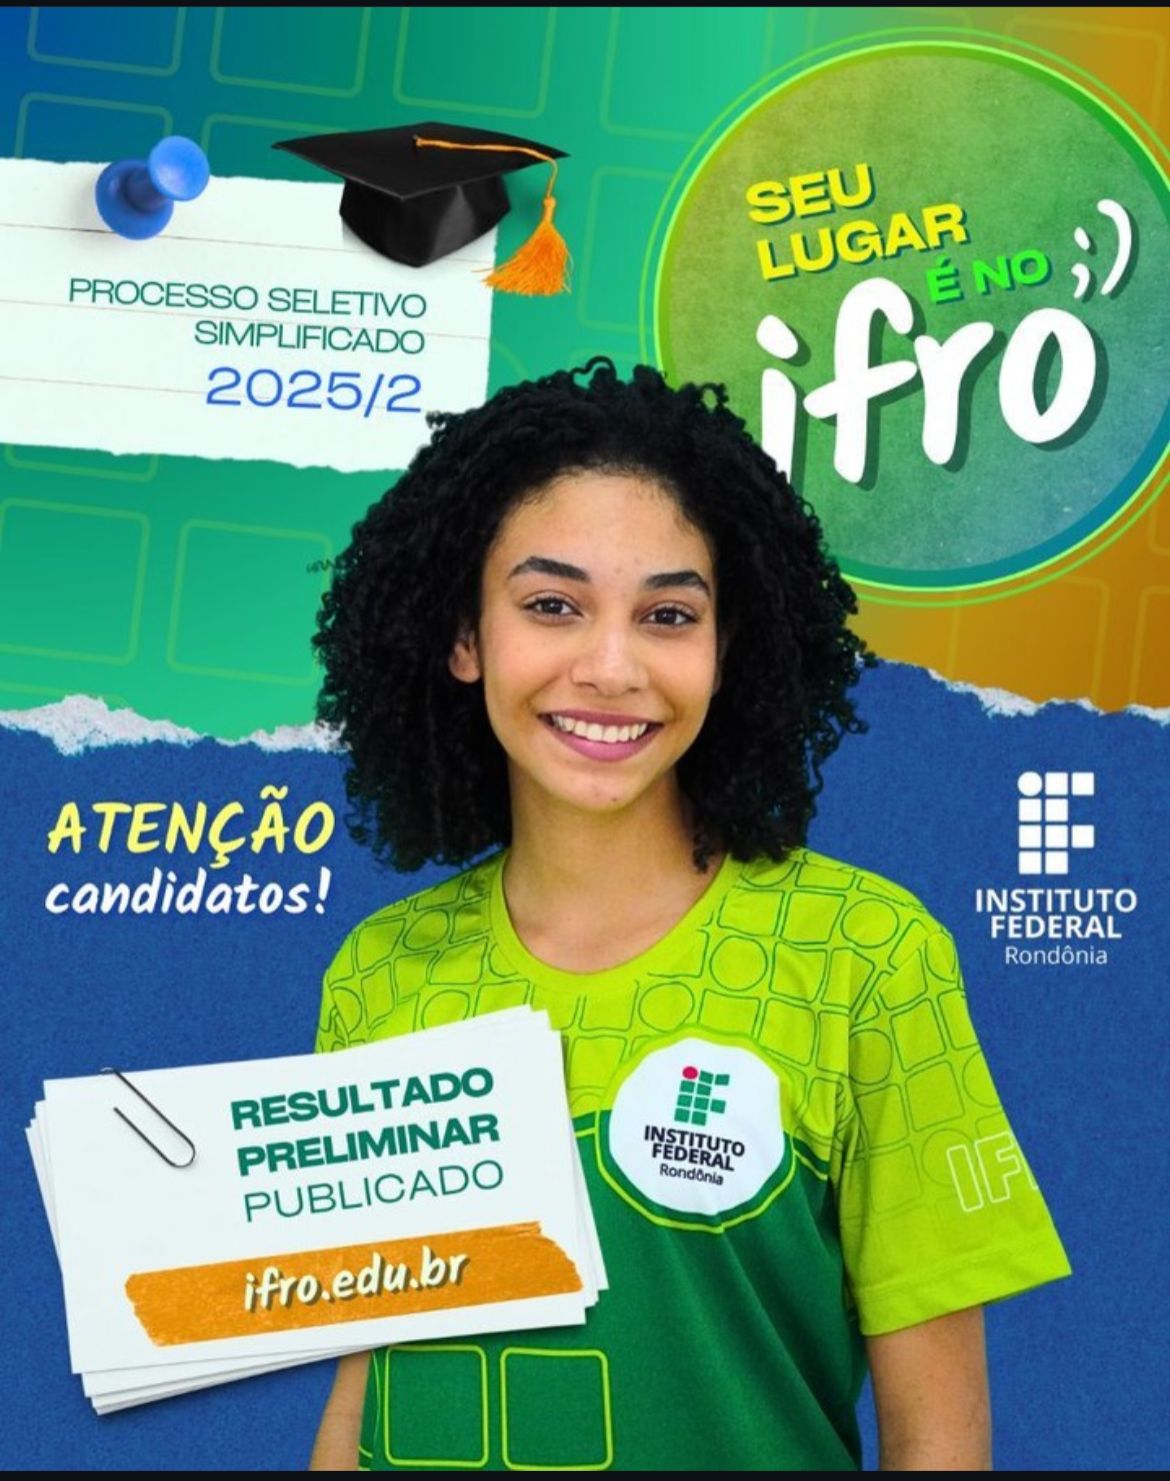 PROCESSO SELETIVO
SIMPLIFICADO
2025/2
SEU
LUGAR
É NO
ifro ;)
ATENÇÃO
candidatos!
INSTITUTO
FEDERAL
Rondônia
RESULTADO
PRELIMINAR
PUBLICADO
ifro.edu.br
INSTITUTO
FEDERAL
Rondônia
IF